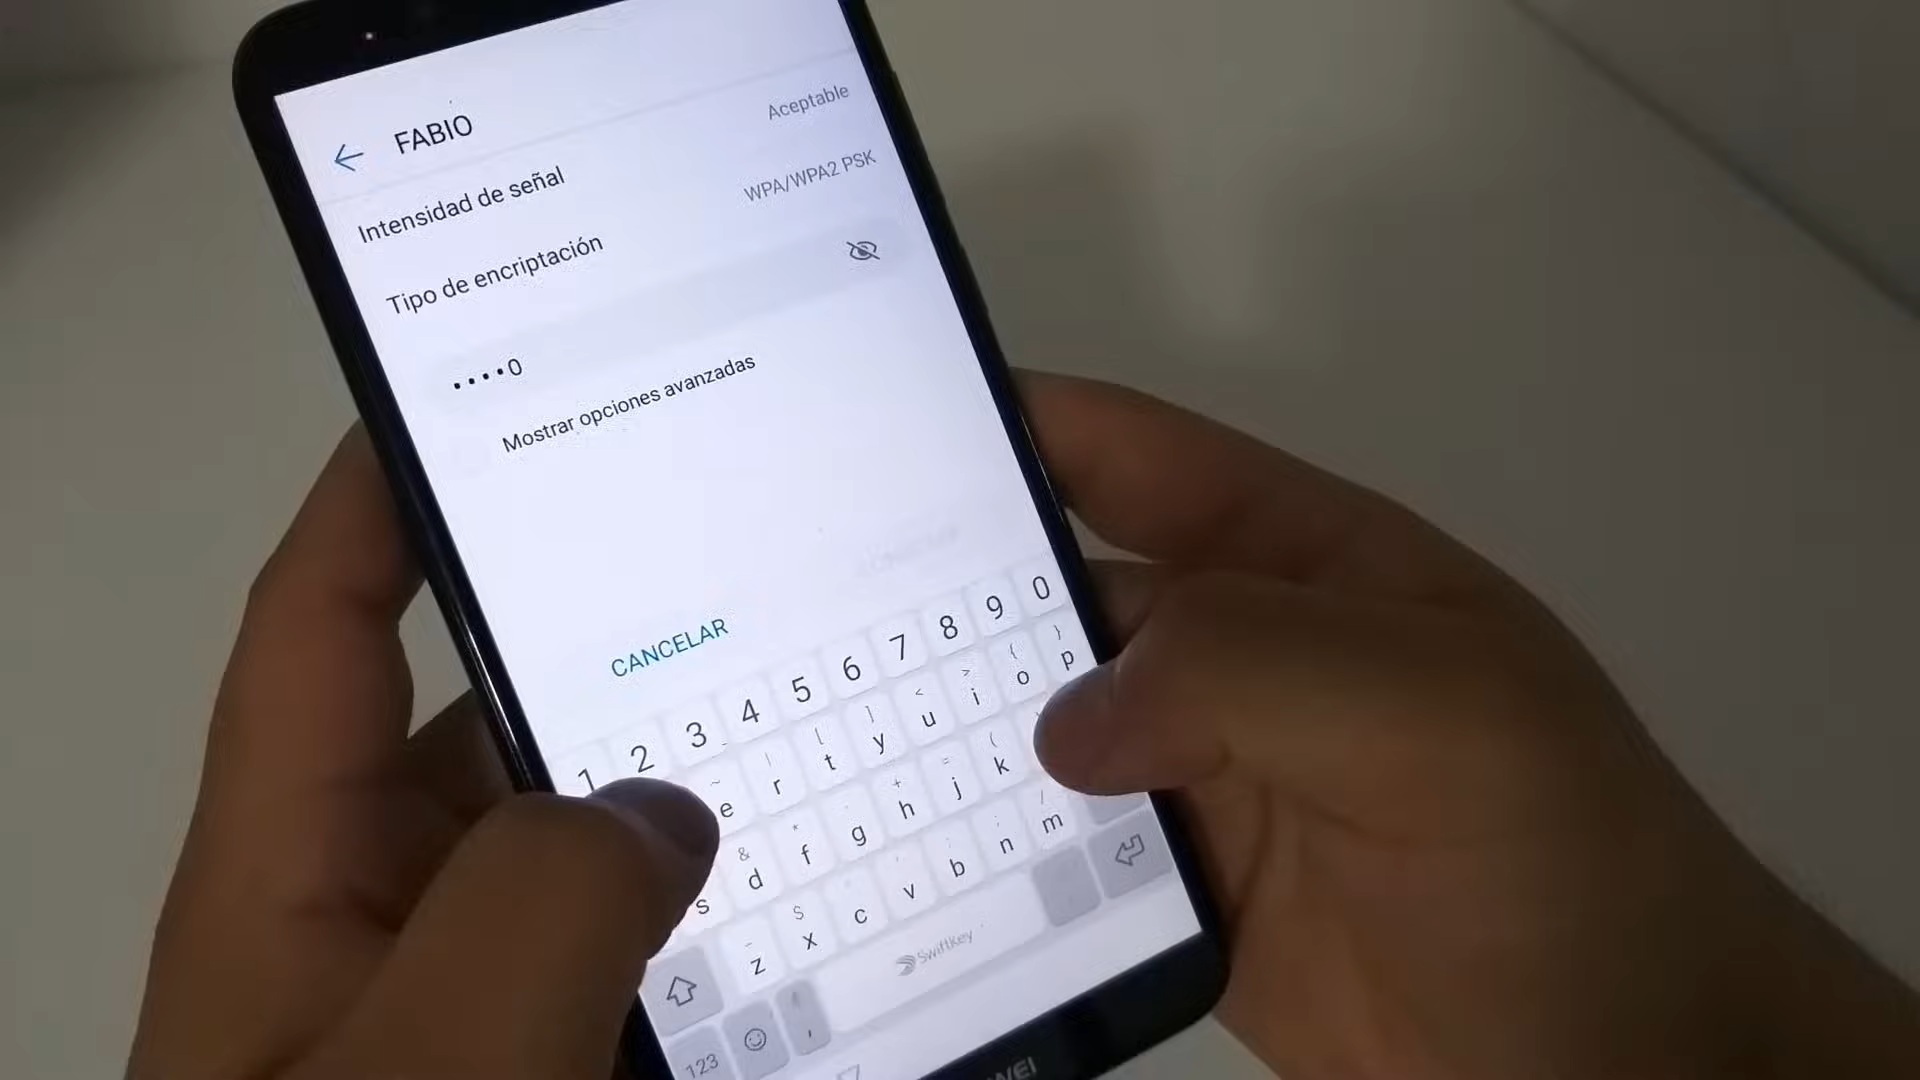 FABIO
Intensidad de señal Aceptable
Tipo de encriptación WPA/WPA2 PSK
••••0
Mostrar opciones avanzadas
CANCELAR
1 2 3 4 5 6 7 8 9 0
~ | [ ] < > { }
e r t y u i o p
& * + = (
s d f g h j k
$ /
z x c v b n m
123 , SwiftKey